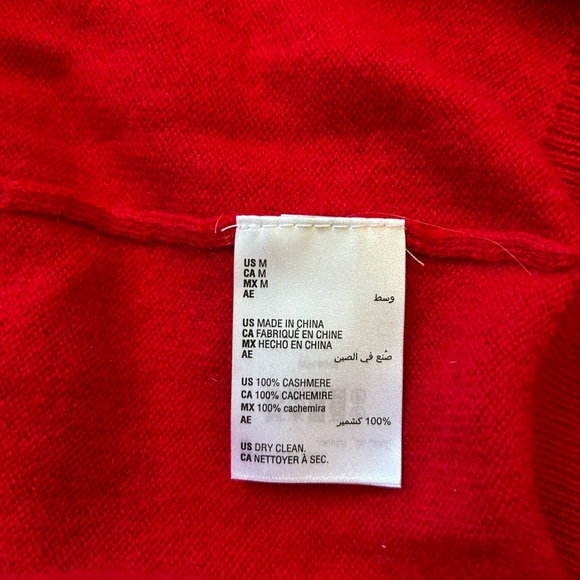 US M
CA M
MX M
AE وسط
US MADE IN CHINA
CA FABRIQUÉ EN CHINE
MX HECHO EN CHINA
AE صُنع في الصين
US 100% CASHMERE
CA 100% CACHEMIRE
MX 100% cachemira
AE 100% كشمير
US DRY CLEAN.
CA NETTOYER À SEC.